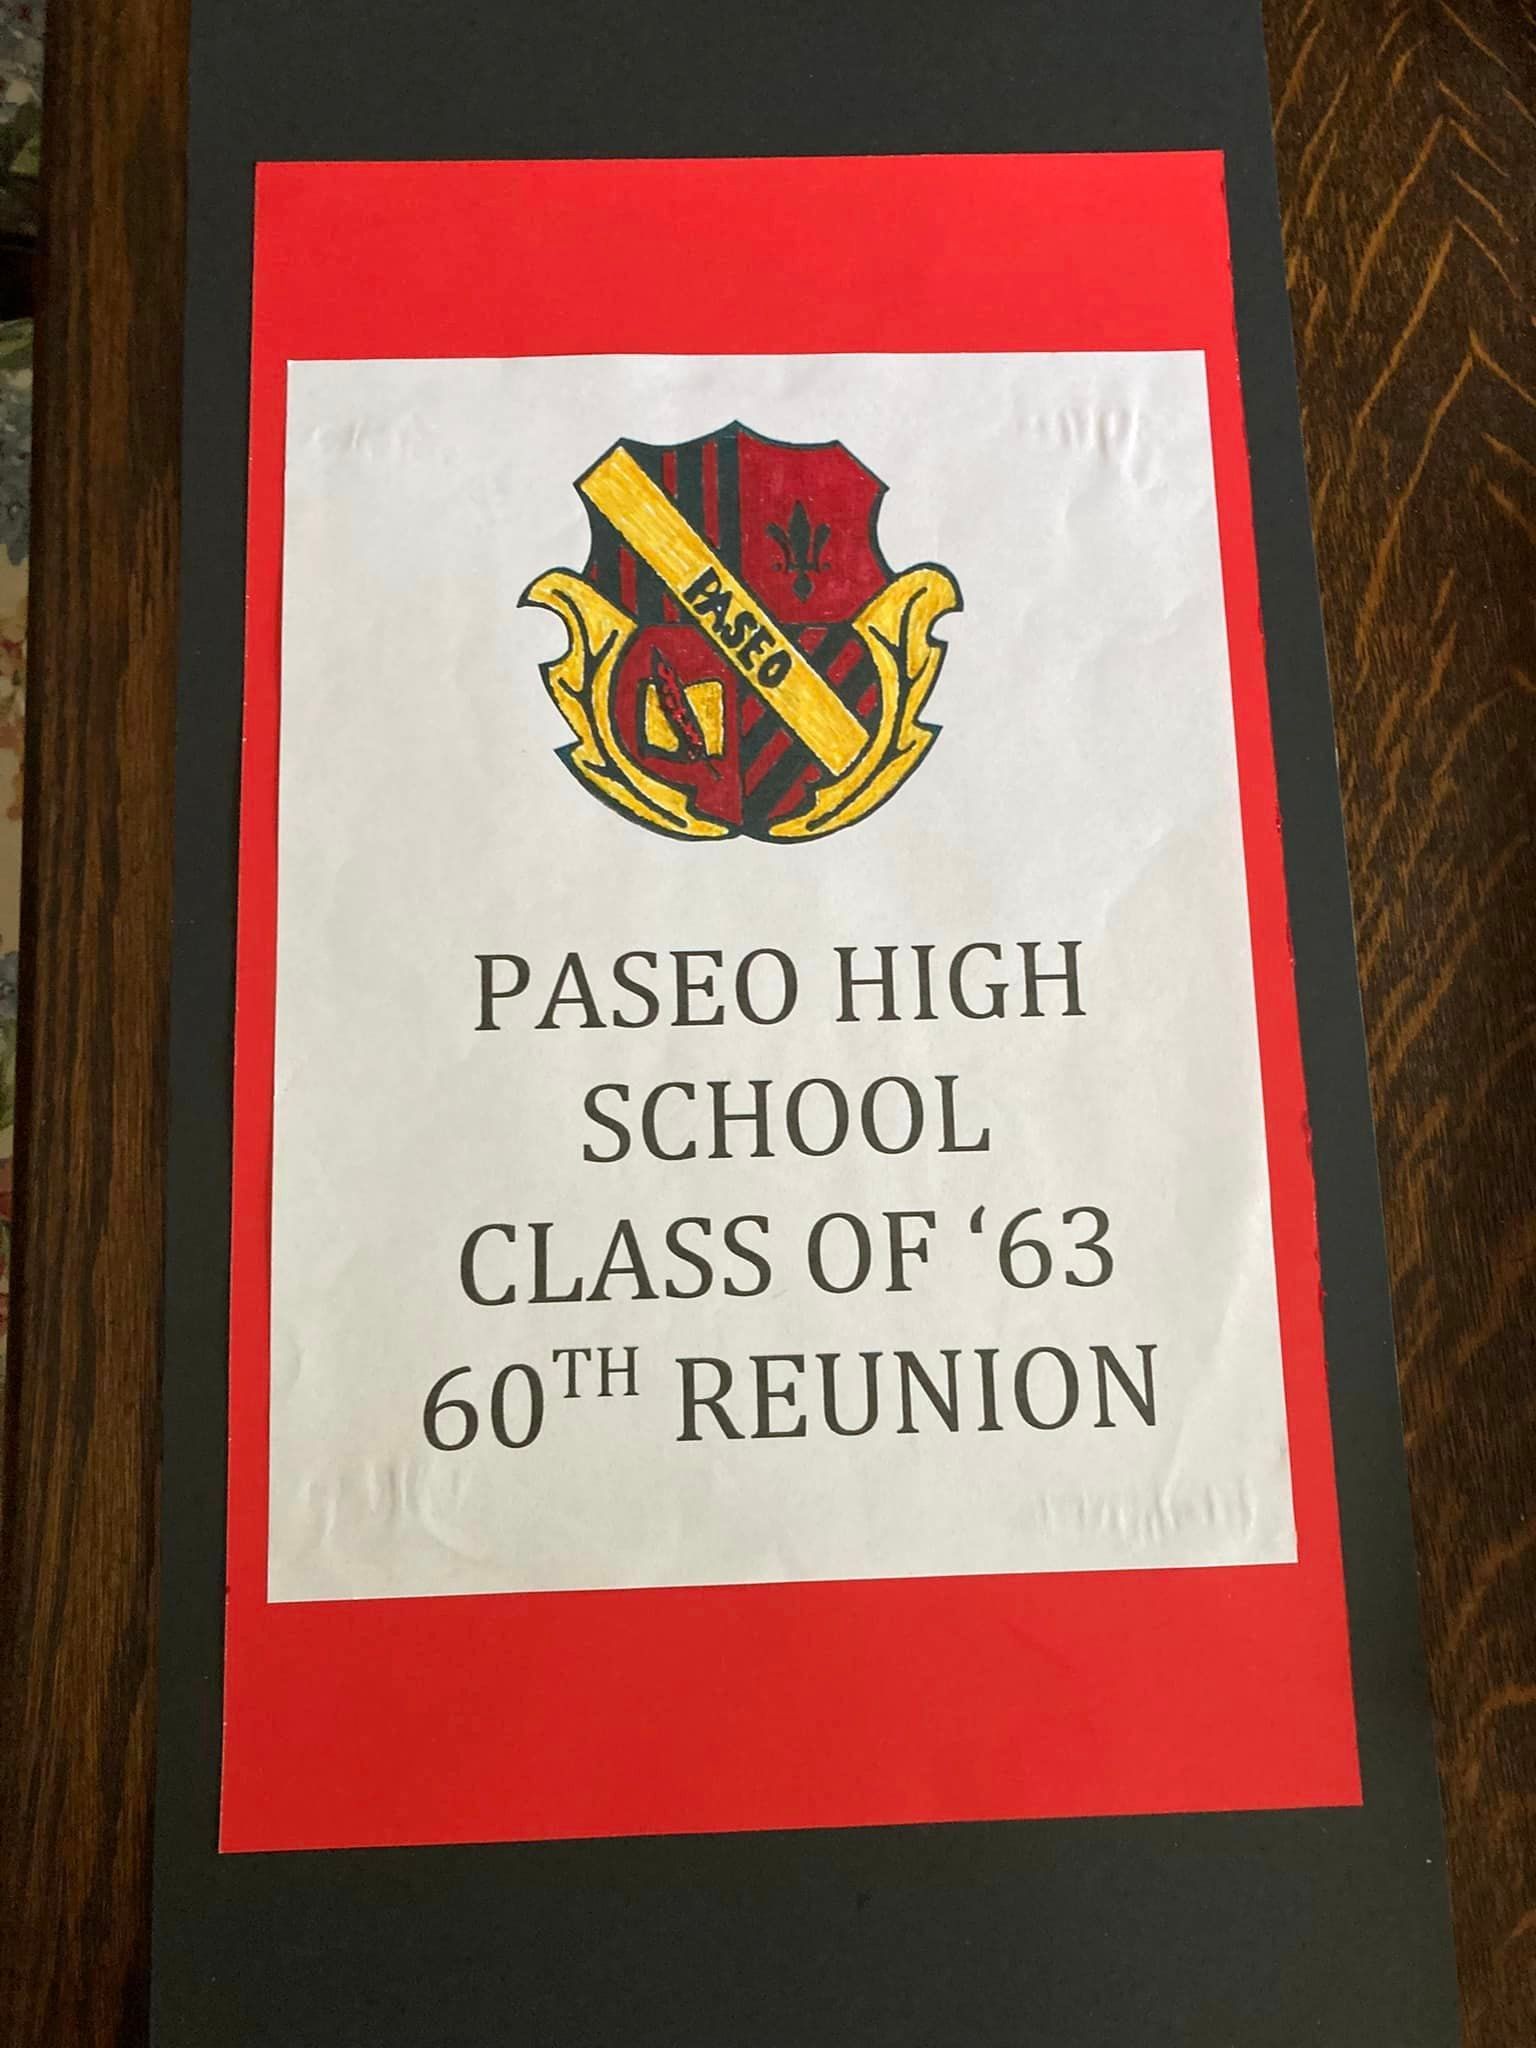 PASEO
PASEO HIGH
SCHOOL
CLASS OF ‘63
60TH REUNION